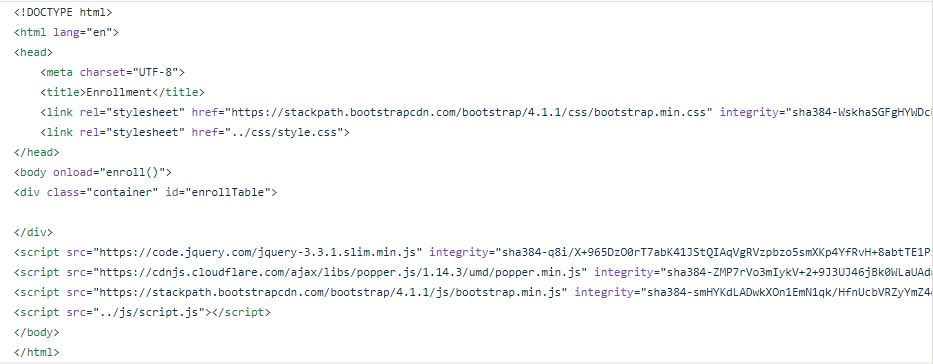 <!DOCTYPE html>
<html lang="en">
<head>
    <meta charset="UTF-8">
    <title>Enrollment</title>
    <link rel="stylesheet" href="https://stackpath.bootstrapcdn.com/bootstrap/4.1.1/css/bootstrap.min.css" integrity="sha384-WskhaSGFgHYWDc
    <link rel="stylesheet" href="../css/style.css">
</head>
<body onload="enroll()">
<div class="container" id="enrollTable">

</div>
<script src="https://code.jquery.com/jquery-3.3.1.slim.min.js" integrity="sha384-q8i/X+965DzO0rT7abK41JStQIAqVgRVzpbzo5smXKp4YfRvH+8abtTE1P
<script src="https://cdnjs.cloudflare.com/ajax/libs/popper.js/1.14.3/umd/popper.min.js" integrity="sha384-ZMP7rVo3mIykV+2+9J3UJ46jBk0WLaUAd
<script src="https://stackpath.bootstrapcdn.com/bootstrap/4.1.1/js/bootstrap.min.js" integrity="sha384-smHYKdLADwkXOn1EmN1qk/HfnUcbVRZyYmZ4
<script src="../js/script.js"></script>
</body>
</html>